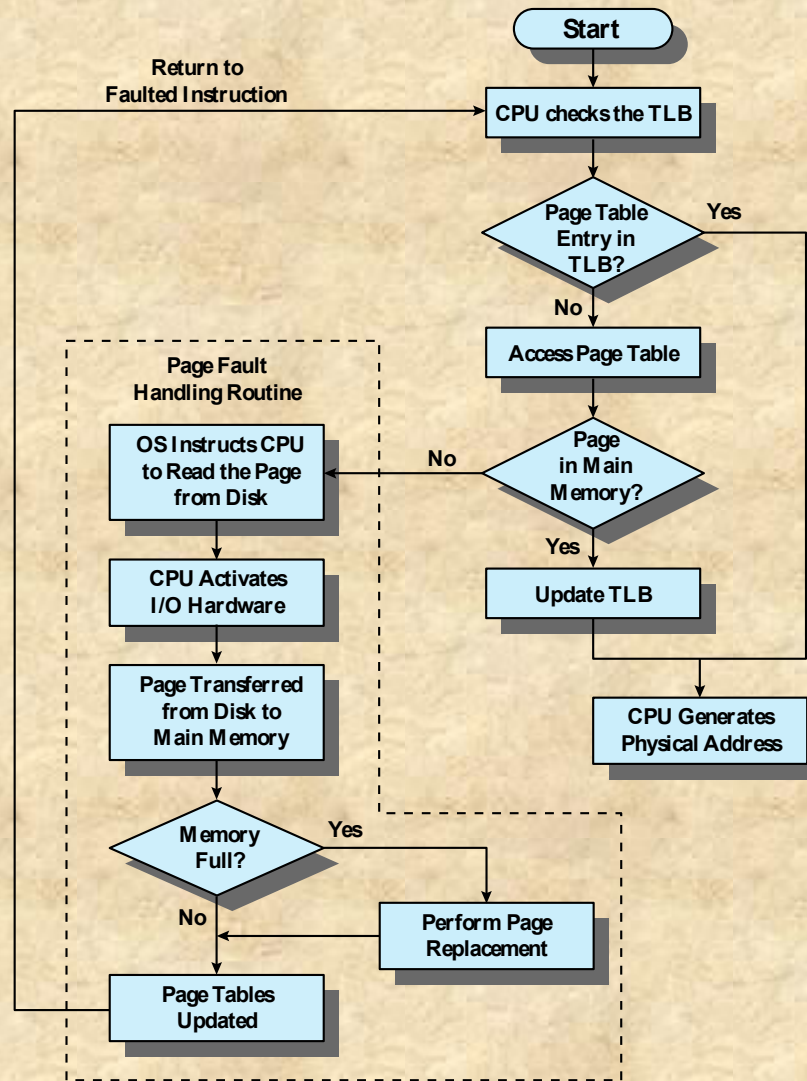 Start
Return to
Faulted Instruction
CPU checks the TLB
Page Table
Entry in
TLB?
Yes
No
Access Page Table
Page Fault
Handling Routine
Page
in Main
Memory?
No
Yes
OS Instructs CPU
to Read the Page
from Disk
CPU Activates
I/O Hardware
Update TLB
Page Transferred
from Disk to
Main Memory
CPU Generates
Physical Address
Memory
Full?
Yes
No
Perform Page
Replacement
Page Tables
Updated